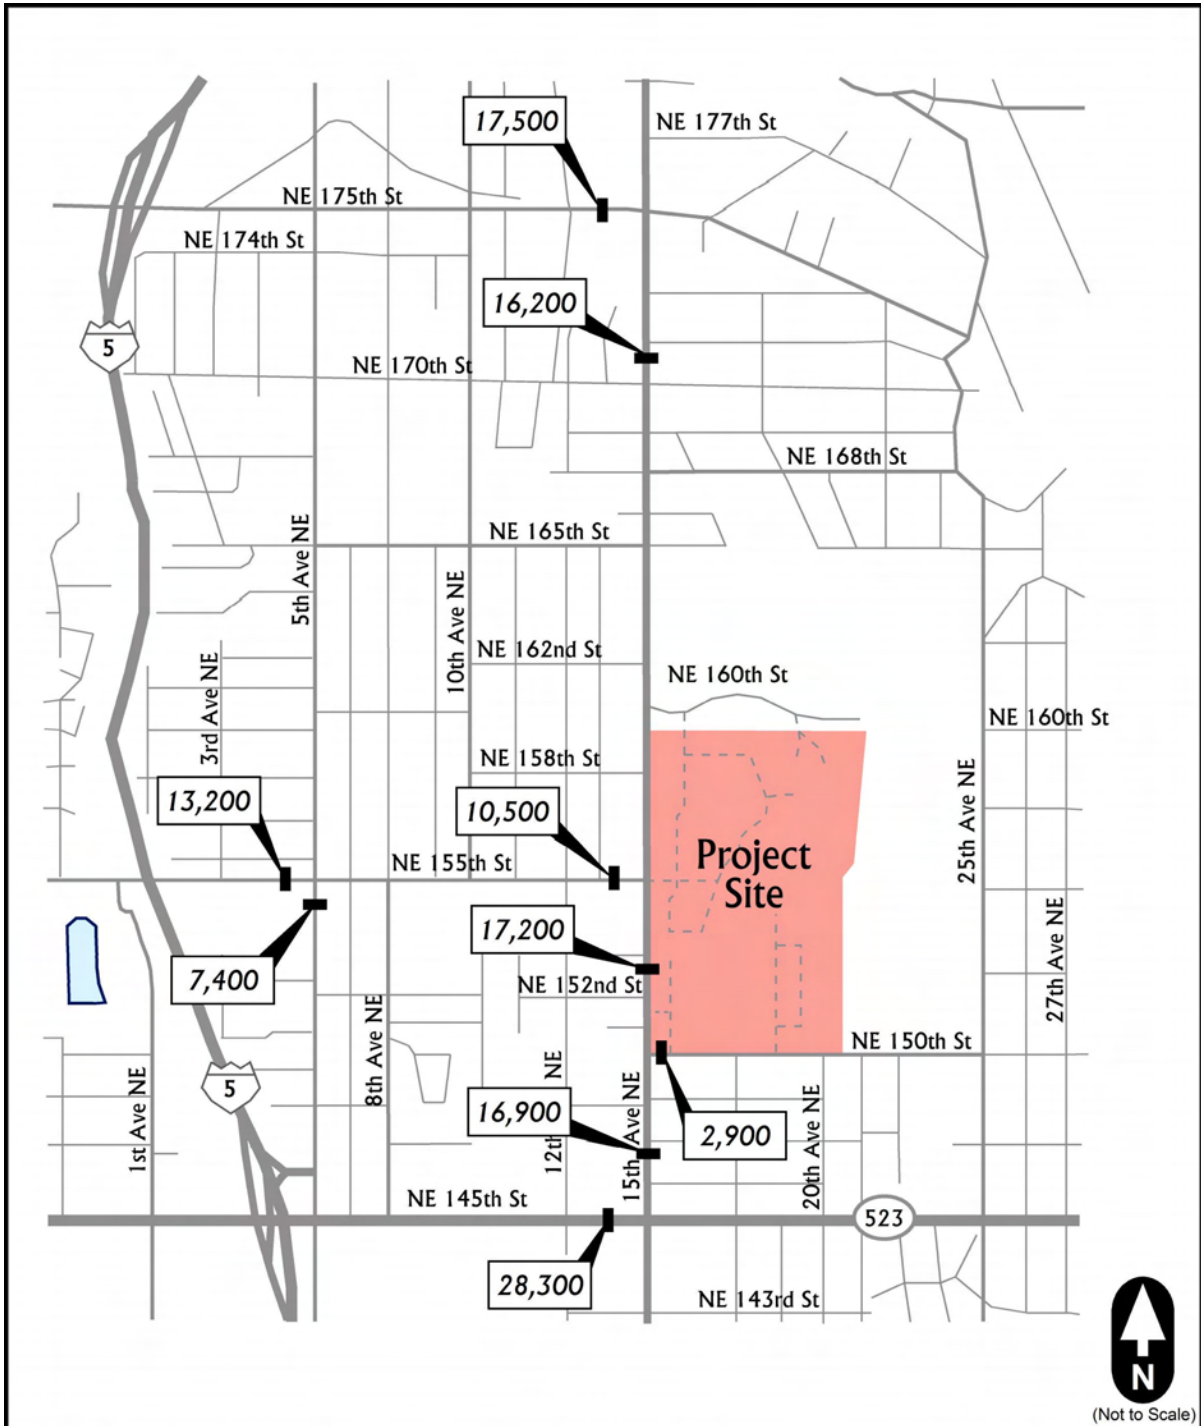 NE 177th St
17,500
NE 175th St
NE 174th St
16,200
5
NE 170th St
NE 168th St
5th Ave NE
NE 165th St
10th Ave NE
NE 162nd St
3rd Ave NE
NE 160th St
NE 160th St
NE 158th St
25th Ave NE
13,200
10,500
NE 155th St
Project
Site
17,200
7,400
NE 152nd St
27th Ave NE
8th Ave NE
NE 150th St
5
1st Ave NE
12th NE
15th Ave NE
20th Ave NE
16,900
2,900
NE 145th St
523
28,300
NE 143rd St
N
(Not to Scale)